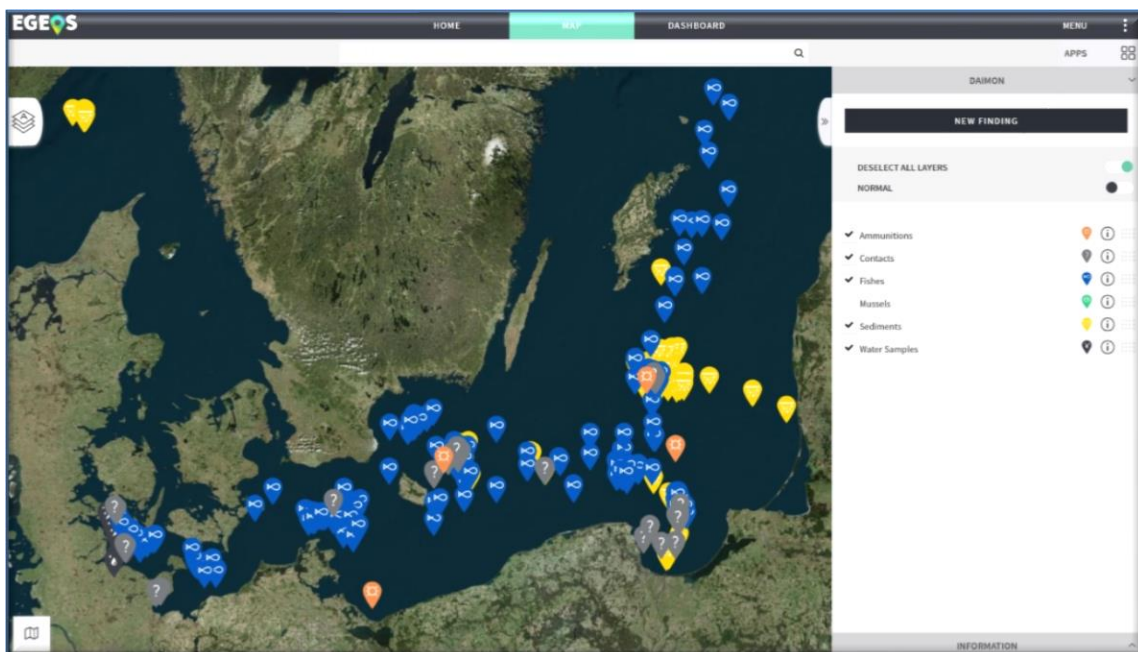 EGEOS
HOME
MAP
DASHBOARD
MENU
APPS
DAIMON
NEW FINDING
DESELECT ALL LAYERS
NORMAL
Ammunitions
Contacts
Fishes
Mussels
Sediments
Water Samples
INFORMATION